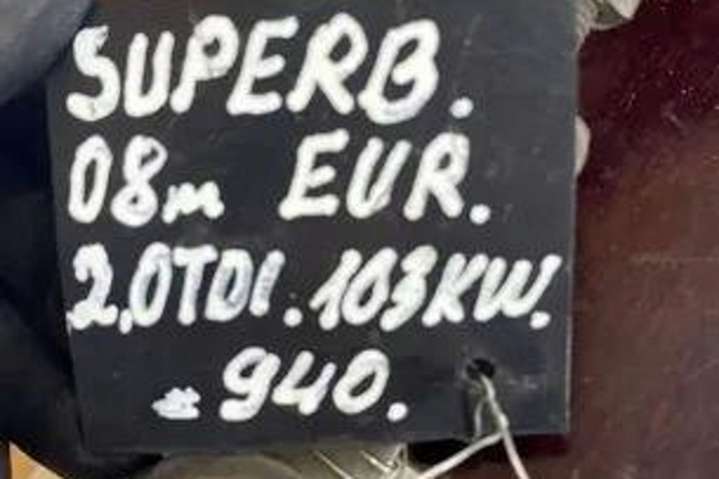 SUPERB.
08m EUR.
2,0TDI. 103KW.
940.